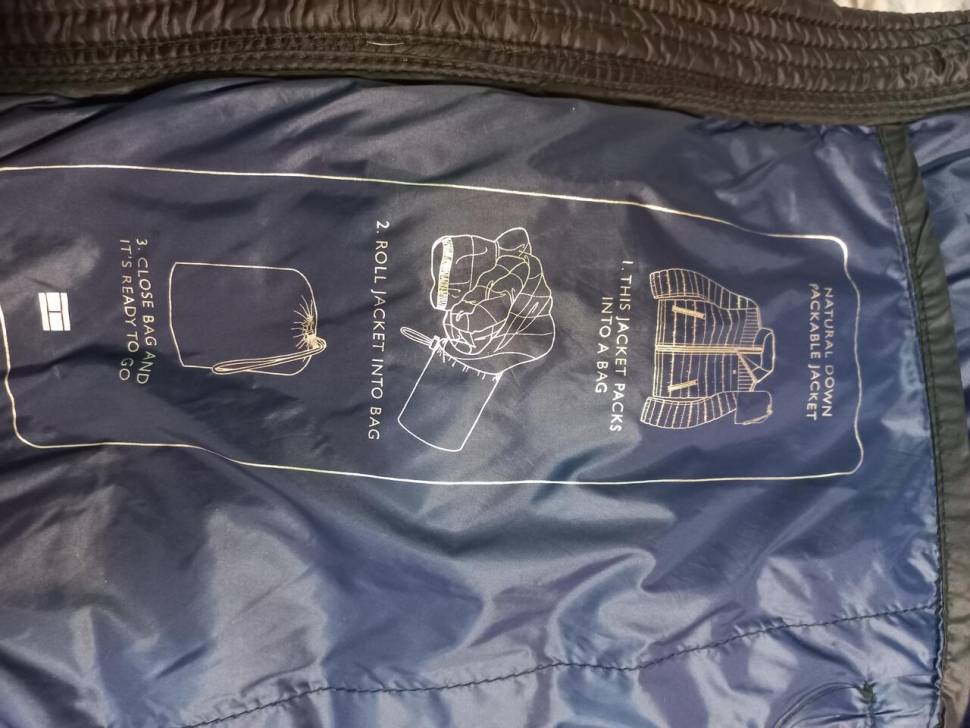 NATURAL DOWN
PACKABLE JACKET
1. THIS JACKET PACKS
INTO A BAG
2. ROLL JACKET INTO BAG
3. CLOSE BAG AND
IT'S READY TO GO